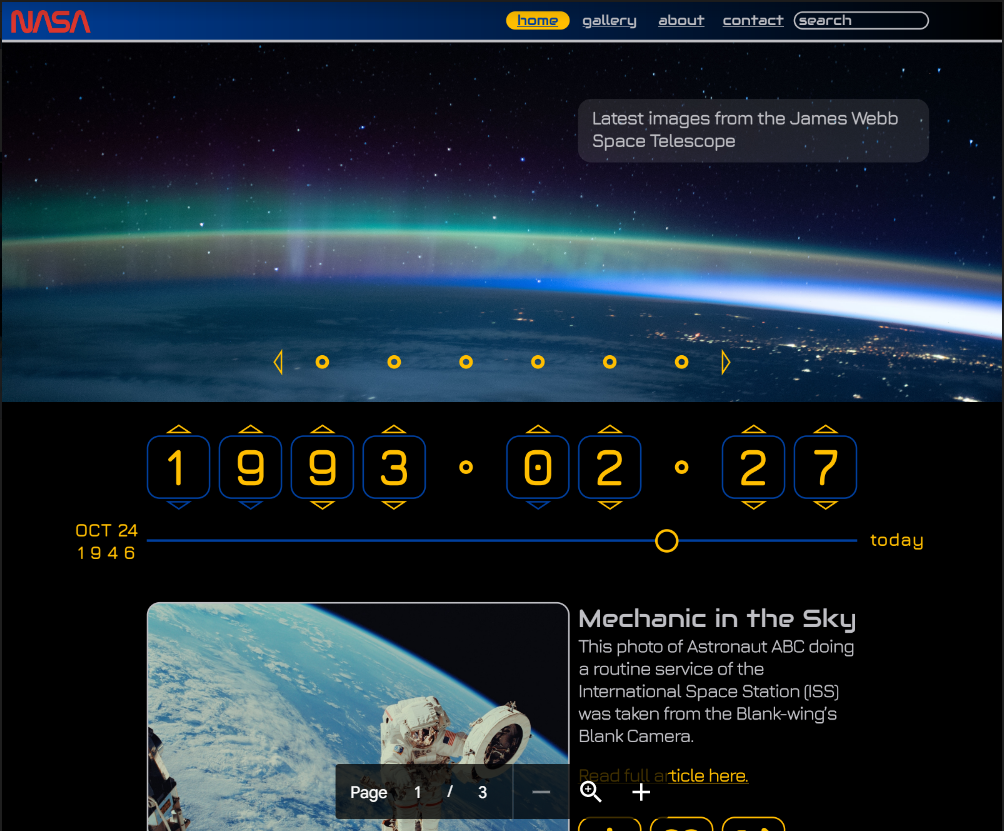 NASA
home gallery about contact search
Latest images from the James Webb
Space Telescope
1 9 9 3 0 2 2 7
OCT 24
1 9 4 6
today
Mechanic in the Sky
This photo of Astronaut ABC doing
a routine service of the
International Space Station (ISS)
was taken from the Blank-wing's
Blank Camera.
Read full article here.
Page 1 / 3